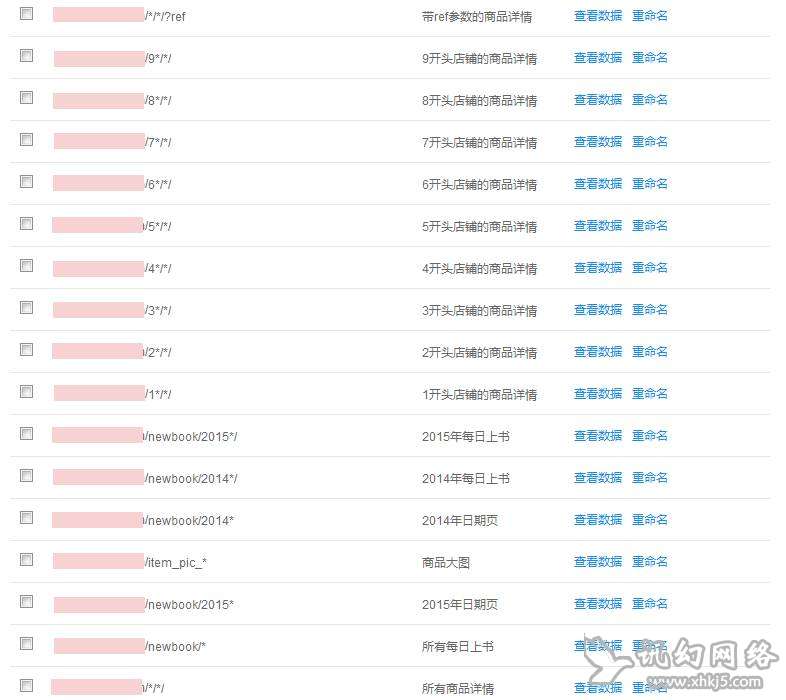 /*/*/?ref 带ref参数的商品详情 查看数据 重命名
/9*/*/ 9开头店铺的商品详情 查看数据 重命名
/8*/*/ 8开头店铺的商品详情 查看数据 重命名
/7*/*/ 7开头店铺的商品详情 查看数据 重命名
/6*/*/ 6开头店铺的商品详情 查看数据 重命名
/5*/*/ 5开头店铺的商品详情 查看数据 重命名
/4*/*/ 4开头店铺的商品详情 查看数据 重命名
/3*/*/ 3开头店铺的商品详情 查看数据 重命名
/2*/*/ 2开头店铺的商品详情 查看数据 重命名
/1*/*/ 1开头店铺的商品详情 查看数据 重命名
/newbook/2015*/ 2015年每日上书 查看数据 重命名
/newbook/2014*/ 2014年每日上书 查看数据 重命名
/newbook/2014* 2014年日期页 查看数据 重命名
/item_pic_* 商品大图 查看数据 重命名
/newbook/2015* 2015年日期页 查看数据 重命名
/newbook/* 所有每日上书 查看数据 重命名
/*/*/ 所有商品详情 查看数据 重命名
幻网络
www.xhkj5.com